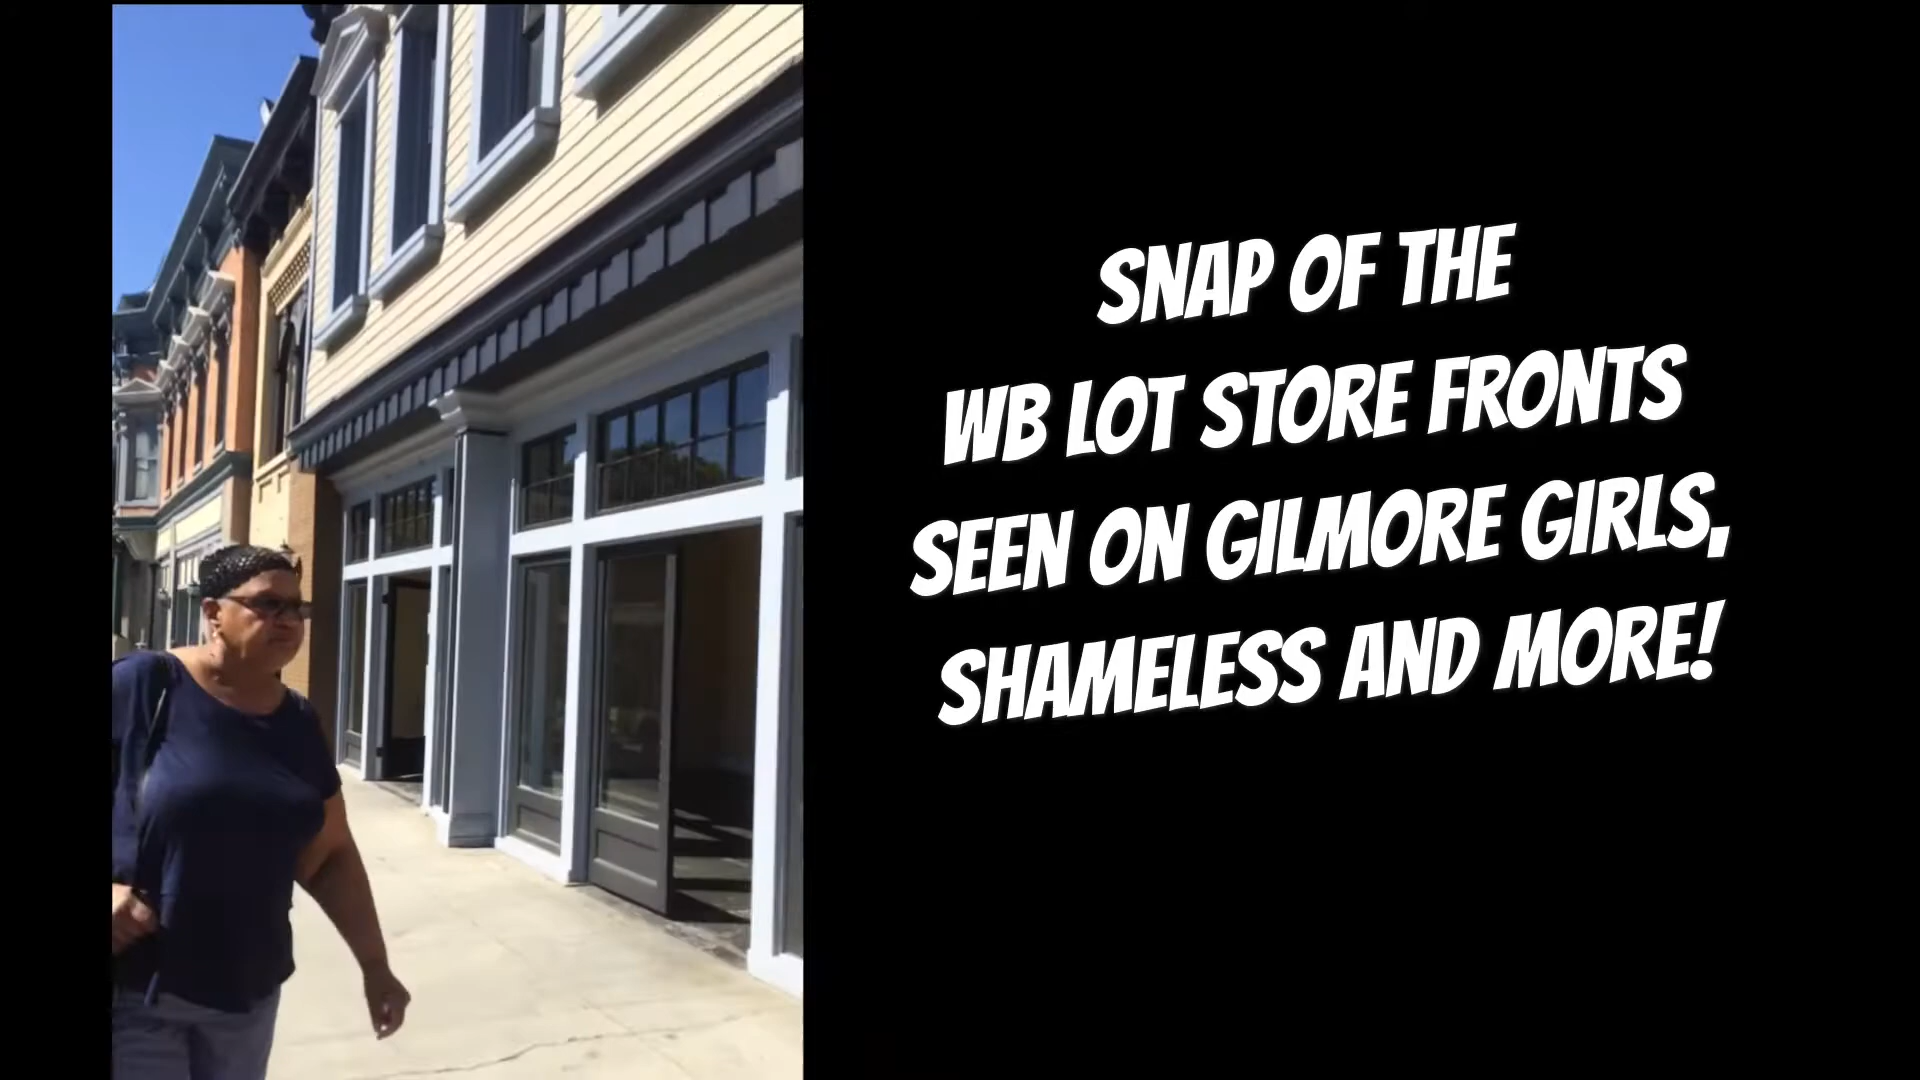 SNAP OF THE
WB LOT STORE FRONTS
SEEN ON GILMORE GIRLS,
SHAMELESS AND MORE!